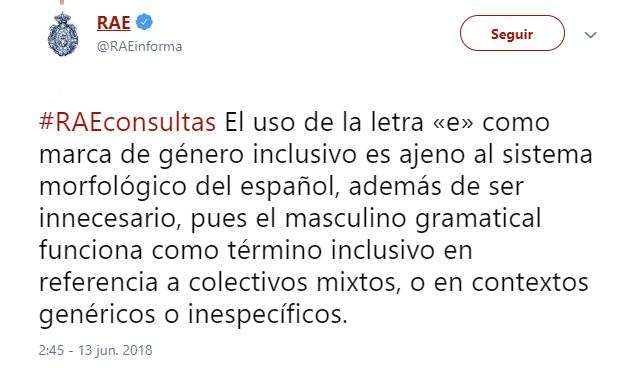 RAE
@RAEinforma
Seguir
#RAEconsultas El uso de la letra «e» como
marca de género inclusivo es ajeno al sistema
morfológico del español, además de ser
innecesario, pues el masculino gramatical
funciona como término inclusivo en
referencia a colectivos mixtos, o en contextos
genéricos o inespecíficos.
2:45 - 13 jun. 2018